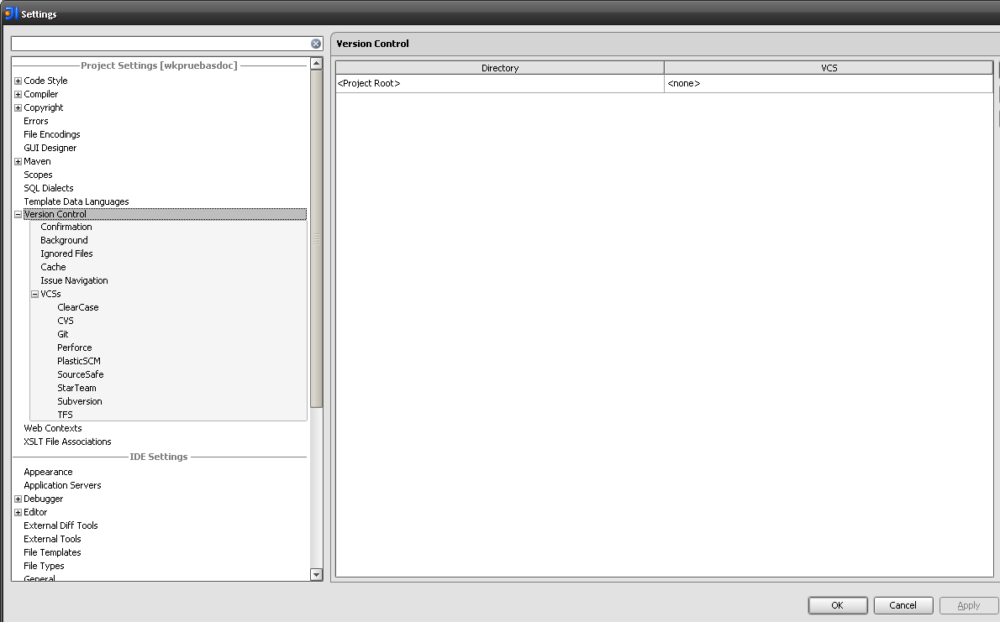 Settings
Project Settings [wkpruebasdoc]
Code Style
Compiler
Copyright
Errors
File Encodings
GUI Designer
Maven
Scopes
SQL Dialects
Template Data Languages
Version Control
Confirmation
Background
Ignored Files
Cache
Issue Navigation
VCSs
ClearCase
CVS
Git
Perforce
PlasticSCM
SourceSafe
StarTeam
Subversion
TFS
Web Contexts
XSLT File Associations
IDE Settings
Appearance
Application Servers
Debugger
Editor
External Diff Tools
External Tools
File Templates
File Types
General
Version Control
Directory VCS
<Project Root> <none>
OK Cancel Apply